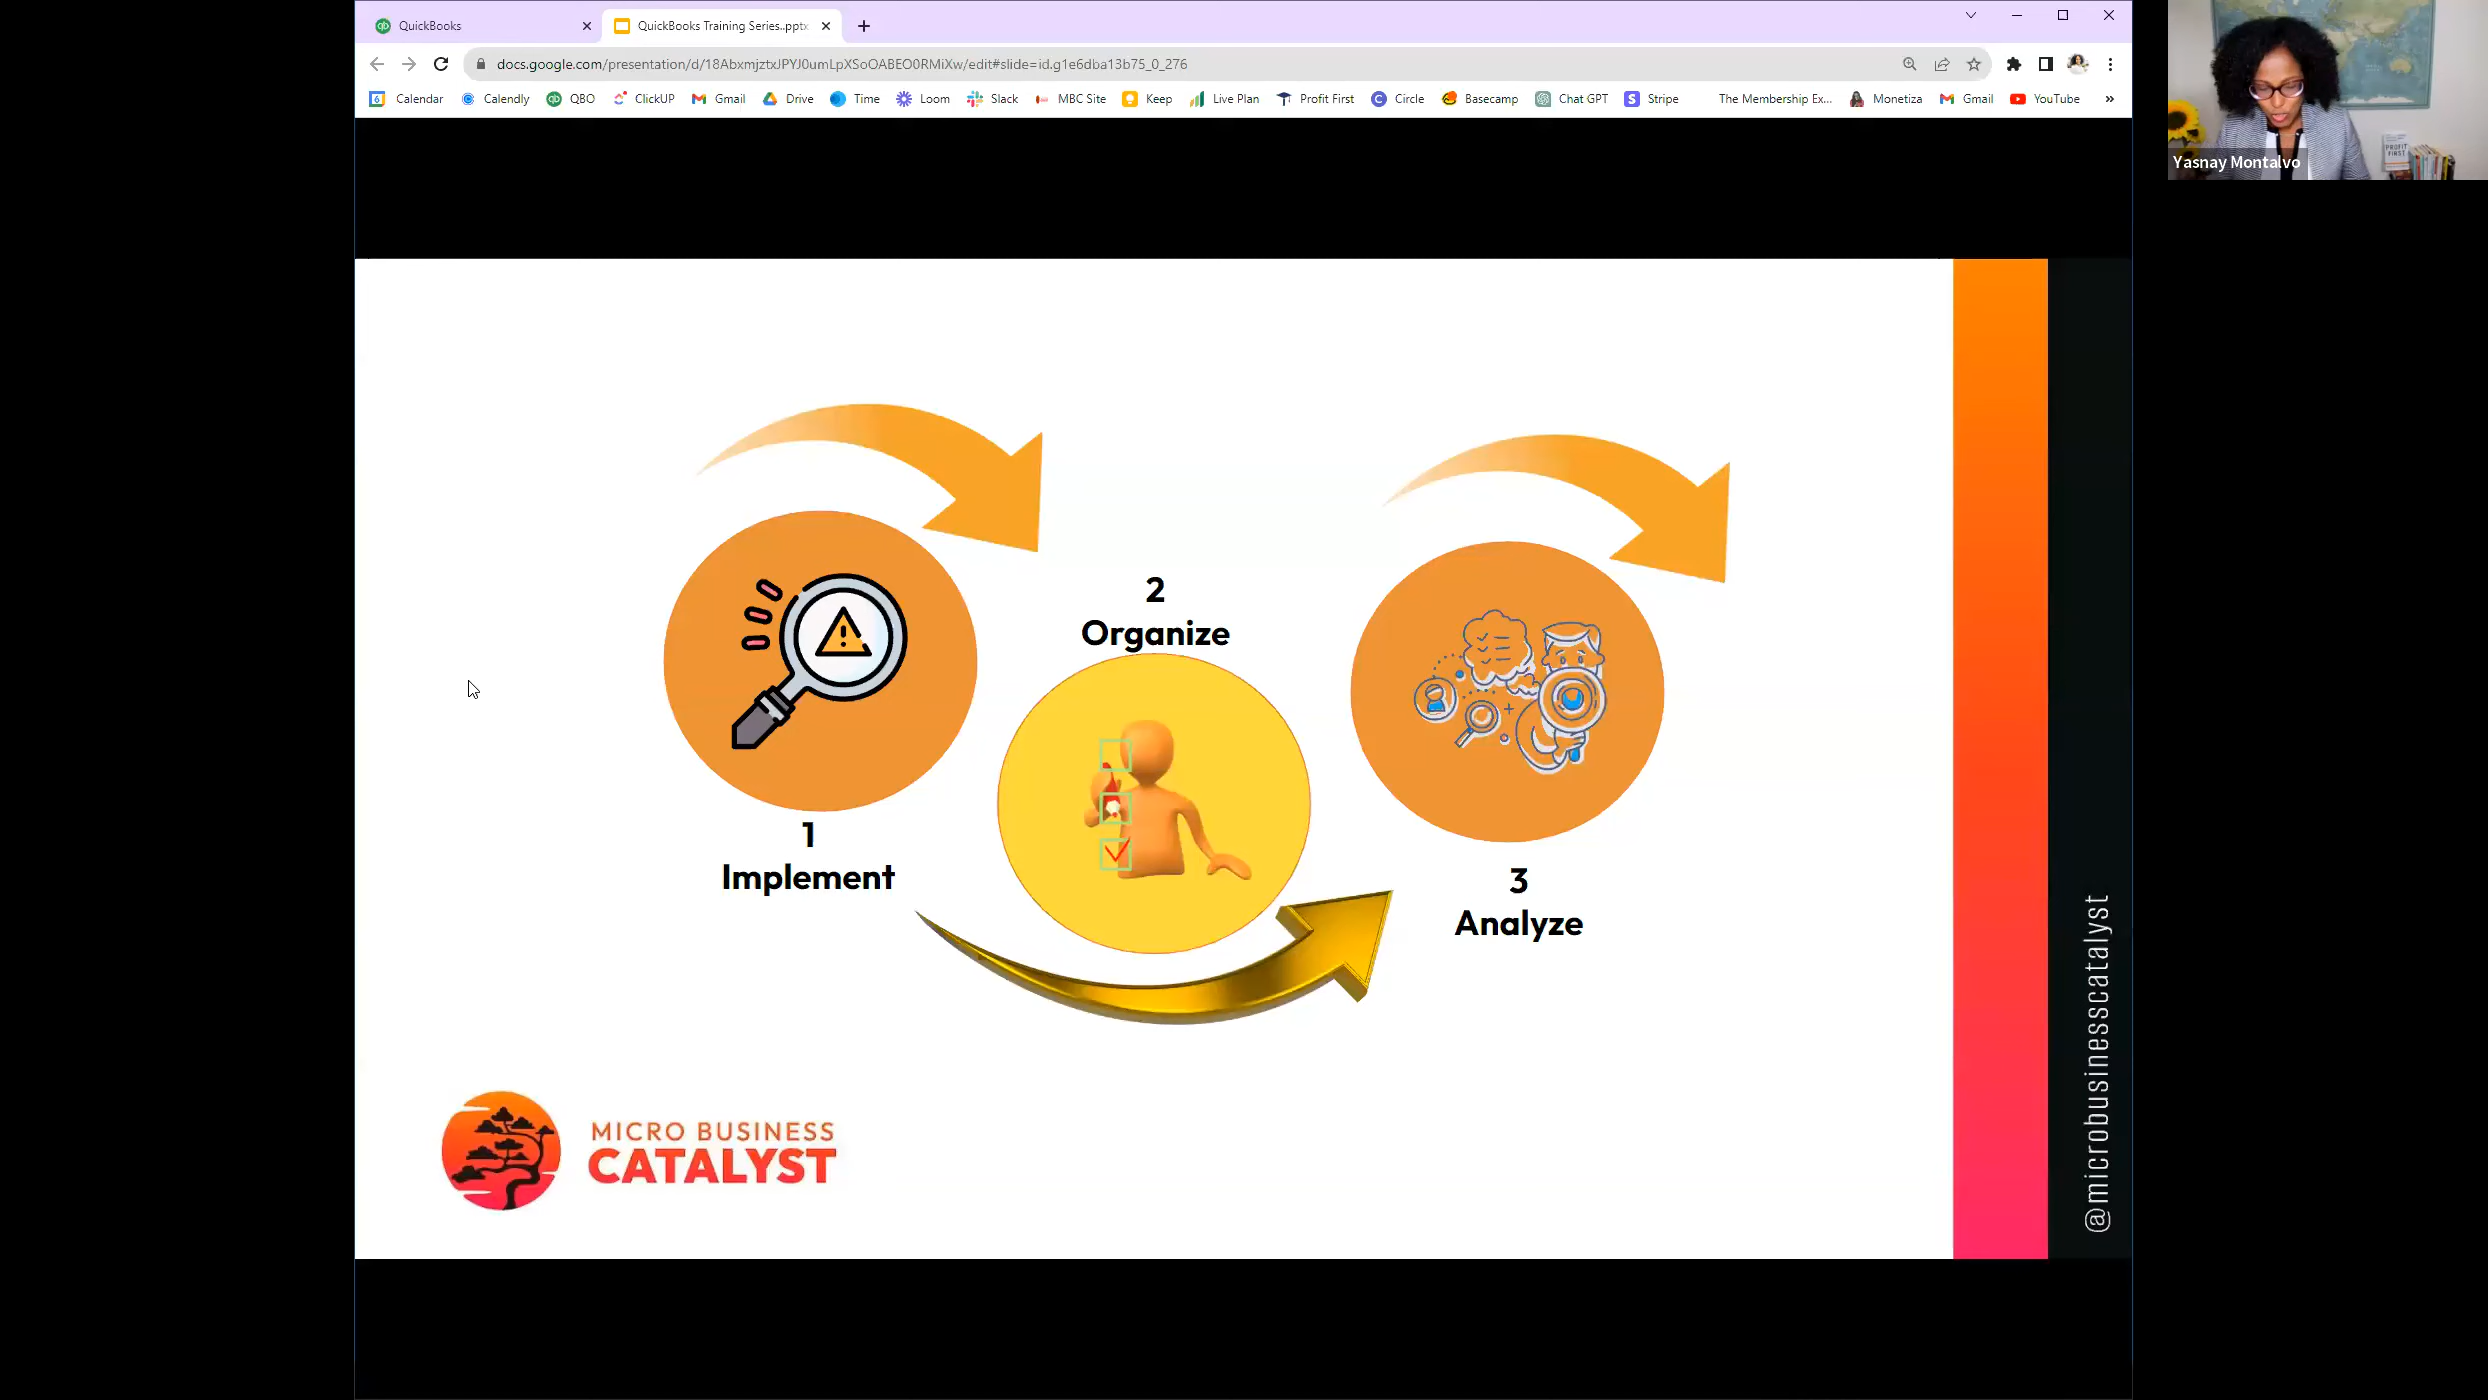 QuickBooks
QuickBooks Training Series..pptx
docs.google.com/presentation/d/18AbxmjztxJPYJ0umLpXSoOABEO0RMiXw/edit#slide=id.g1e6dba13b75_0_276
Calendar Calendly QBO ClickUP Gmail Drive Time Loom Slack MBC Site Keep Live Plan Profit First Circle Basecamp Chat GPT Stripe The Membership Ex... Monetiza Gmail YouTube »
PROFIT
FIRST
Yasnay Montalvo
2
Organize
1
Implement
3
Analyze
MICRO BUSINESS
CATALYST
@microbusinesscatalyst